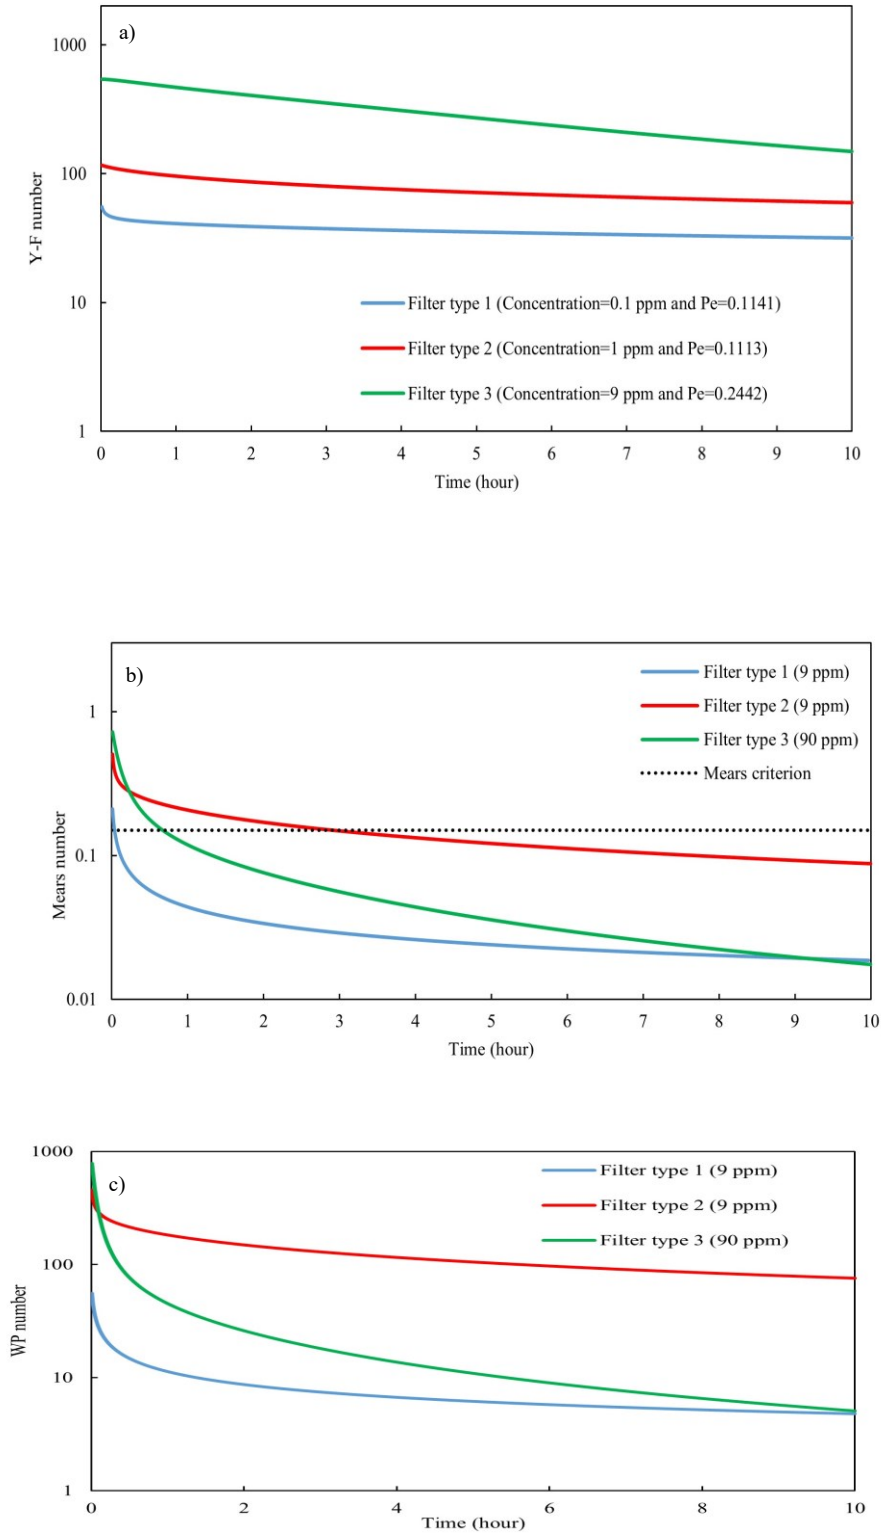 a)
1000
100
10
1
Y-F number
Filter type 1 (Concentration=0.1 ppm and Pe=0.1141)
Filter type 2 (Concentration=1 ppm and Pe=0.1113)
Filter type 3 (Concentration=9 ppm and Pe=0.2442)
0 1 2 3 4 5 6 7 8 9 10
Time (hour)
b)
1
0.1
0.01
Mears number
Filter type 1 (9 ppm)
Filter type 2 (9 ppm)
Filter type 3 (90 ppm)
Mears criterion
0 1 2 3 4 5 6 7 8 9 10
Time (hour)
c)
1000
100
10
1
WP number
Filter type 1 (9 ppm)
Filter type 2 (9 ppm)
Filter type 3 (90 ppm)
0 2 4 6 8 10
Time (hour)